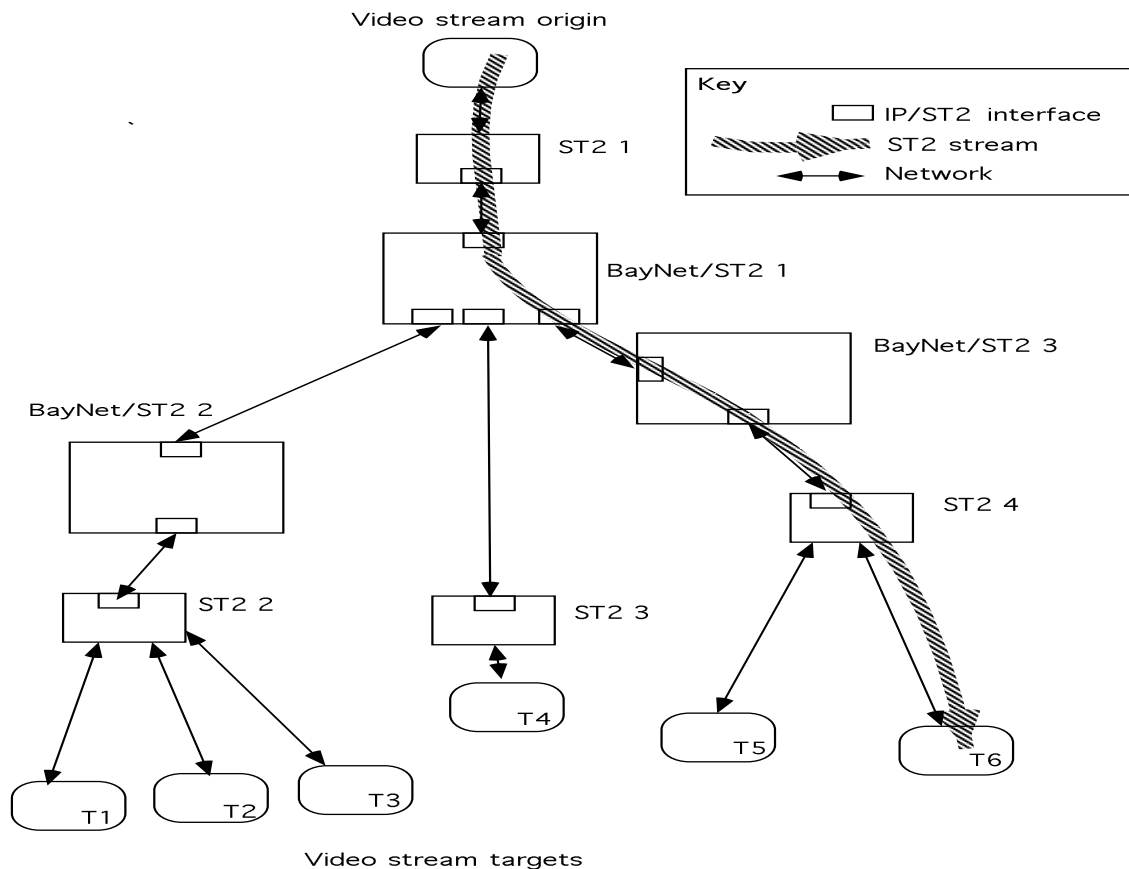 Video stream origin
Key
IP/ST2 interface
ST2 stream
Network
ST2 1
BayNet/ST2 1
BayNet/ST2 3
BayNet/ST2 2
ST2 4
ST2 2
ST2 3
T4
T5
T6
T1
T2
T3
Video stream targets